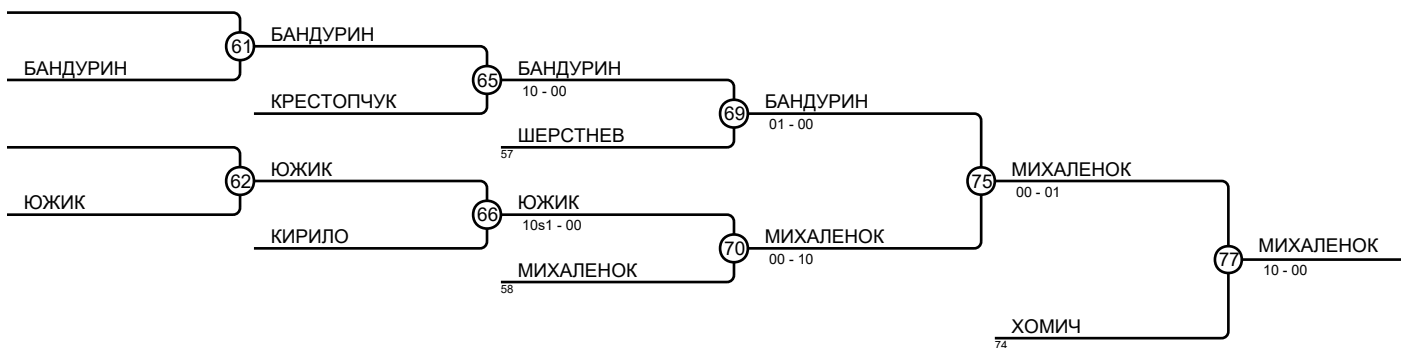 БАНДУРИН
61
БАНДУРИН
КРЕСТОПЧУК
65
БАНДУРИН
10 - 00
ШЕРСТНЕВ
57
69
БАНДУРИН
01 - 00
ЮЖИК
62
ЮЖИК
КИРИЛО
66
ЮЖИК
10s1 - 00
МИХАЛЕНОК
58
70
МИХАЛЕНОК
00 - 10
75
МИХАЛЕНОК
00 - 01
ХОМИЧ
74
77
МИХАЛЕНОК
10 - 00